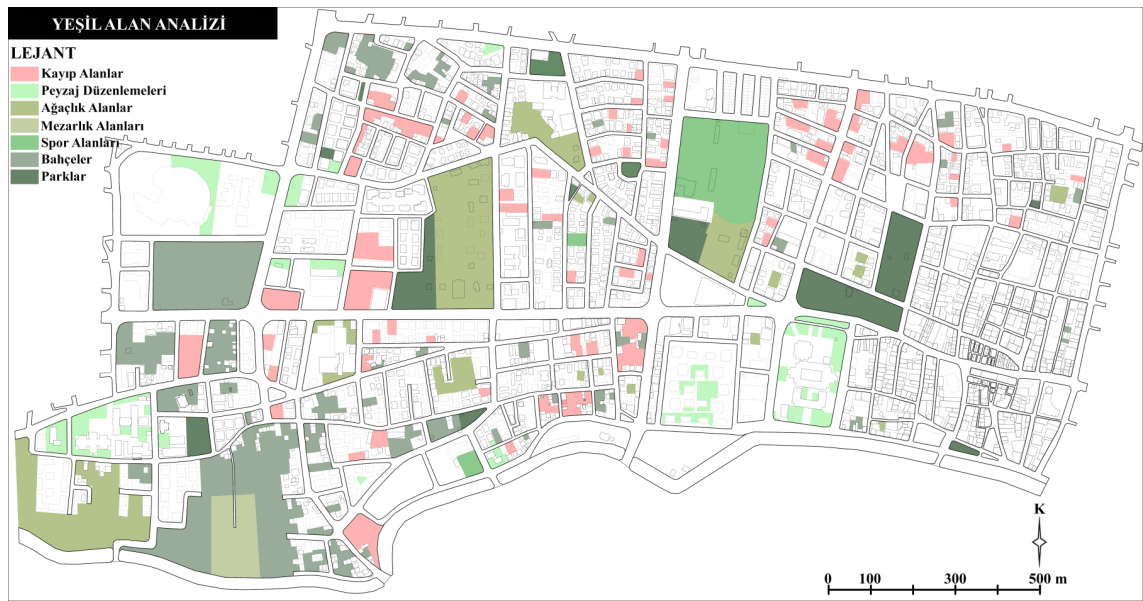 YEŞİL ALAN ANALİZİ
LEJANT
Kayıp Alanlar
Peyzaj Düzenlemeleri
Ağaçlık Alanlar
Mezarlık Alanları
Spor Alanları
Bahçeler
Parklar
K
0 100 300 500 m